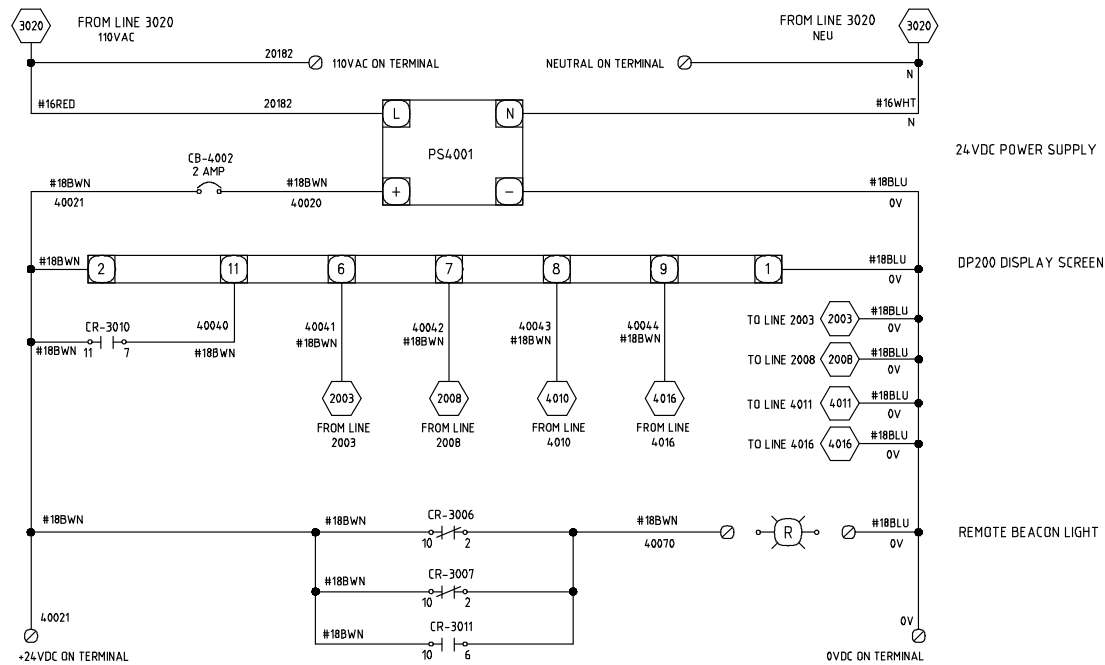 3020
FROM LINE 3020
110VAC
FROM LINE 3020
NEU
3020
20182
110VAC ON TERMINAL
NEUTRAL ON TERMINAL
N
#16RED
20182
L
N
#16WHT
N
PS4001
24VDC POWER SUPPLY
CB-4002
2 AMP
#18BWN
40021
#18BWN
40020
+
-
#18BLU
0V
#18BWN
2
11
6
7
8
9
1
#18BLU
0V
DP200 DISPLAY SCREEN
CR-3010
11
7
#18BWN
40040
#18BWN
40041
#18BWN
40042
#18BWN
40043
#18BWN
40044
#18BWN
TO LINE 2003
2003
#18BLU
0V
TO LINE 2008
2008
#18BLU
0V
TO LINE 4011
4011
#18BLU
0V
TO LINE 4016
4016
#18BLU
0V
2003
FROM LINE
2003
2008
FROM LINE
2008
4010
FROM LINE
4010
4016
FROM LINE
4016
#18BWN
#18BWN
CR-3006
10
2
#18BWN
40070
R
#18BLU
0V
REMOTE BEACON LIGHT
#18BWN
CR-3007
10
2
#18BWN
CR-3011
10
6
40021
+24VDC ON TERMINAL
0V
0VDC ON TERMINAL